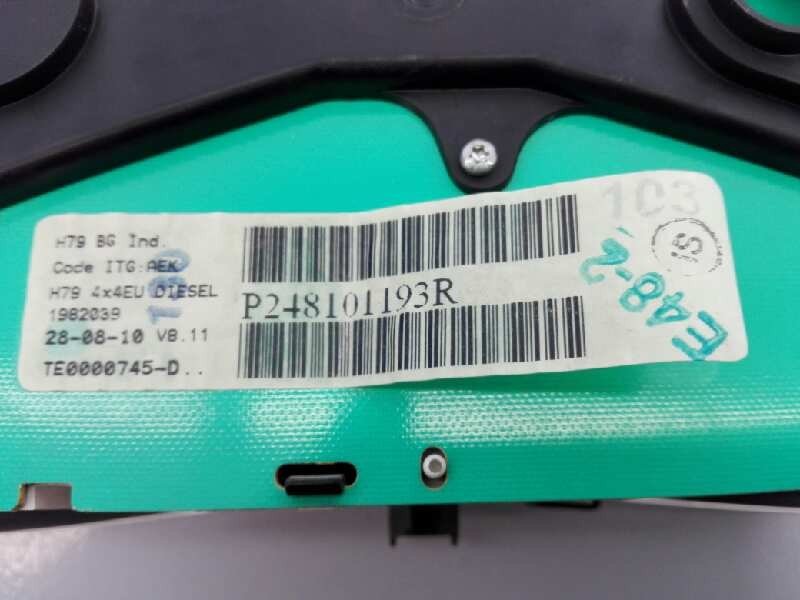 H79 BG Ind.
Code ITG:AEK
H79 4x4EU DIESEL
1982039
28-08-10 V8.11
TE0000745-D..
P248101193R
103
IS
E48-2